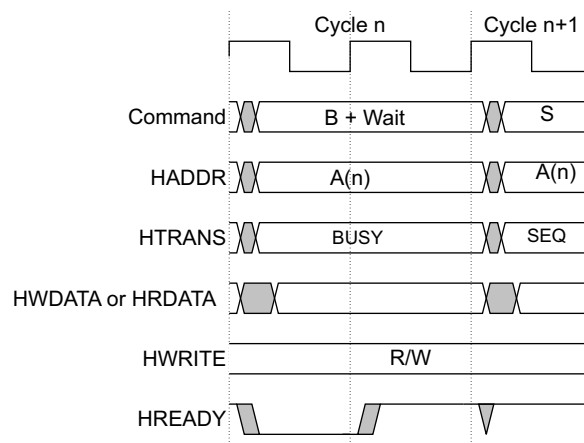 Cycle n Cycle n+1
Command B + Wait S
HADDR A(n) A(n)
HTRANS BUSY SEQ
HWDATA or HRDATA
HWRITE R/W
HREADY